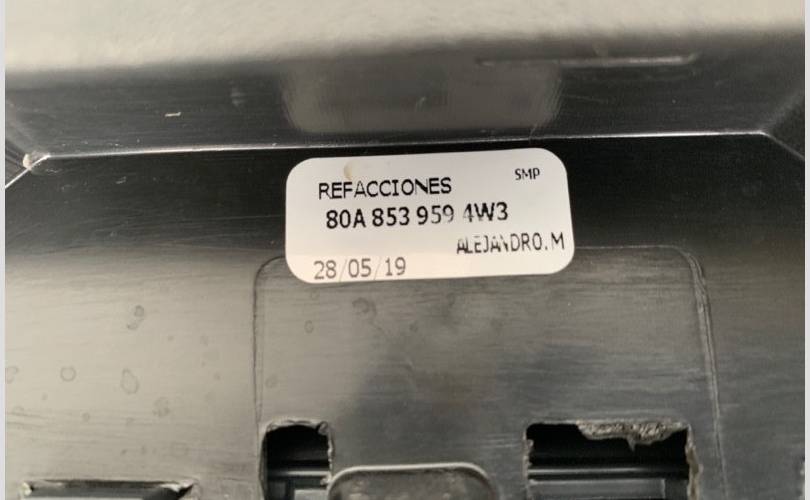 REFACCIONES SMP
80A 853 959 4W3
ALEJANDRO.M
28/05/19